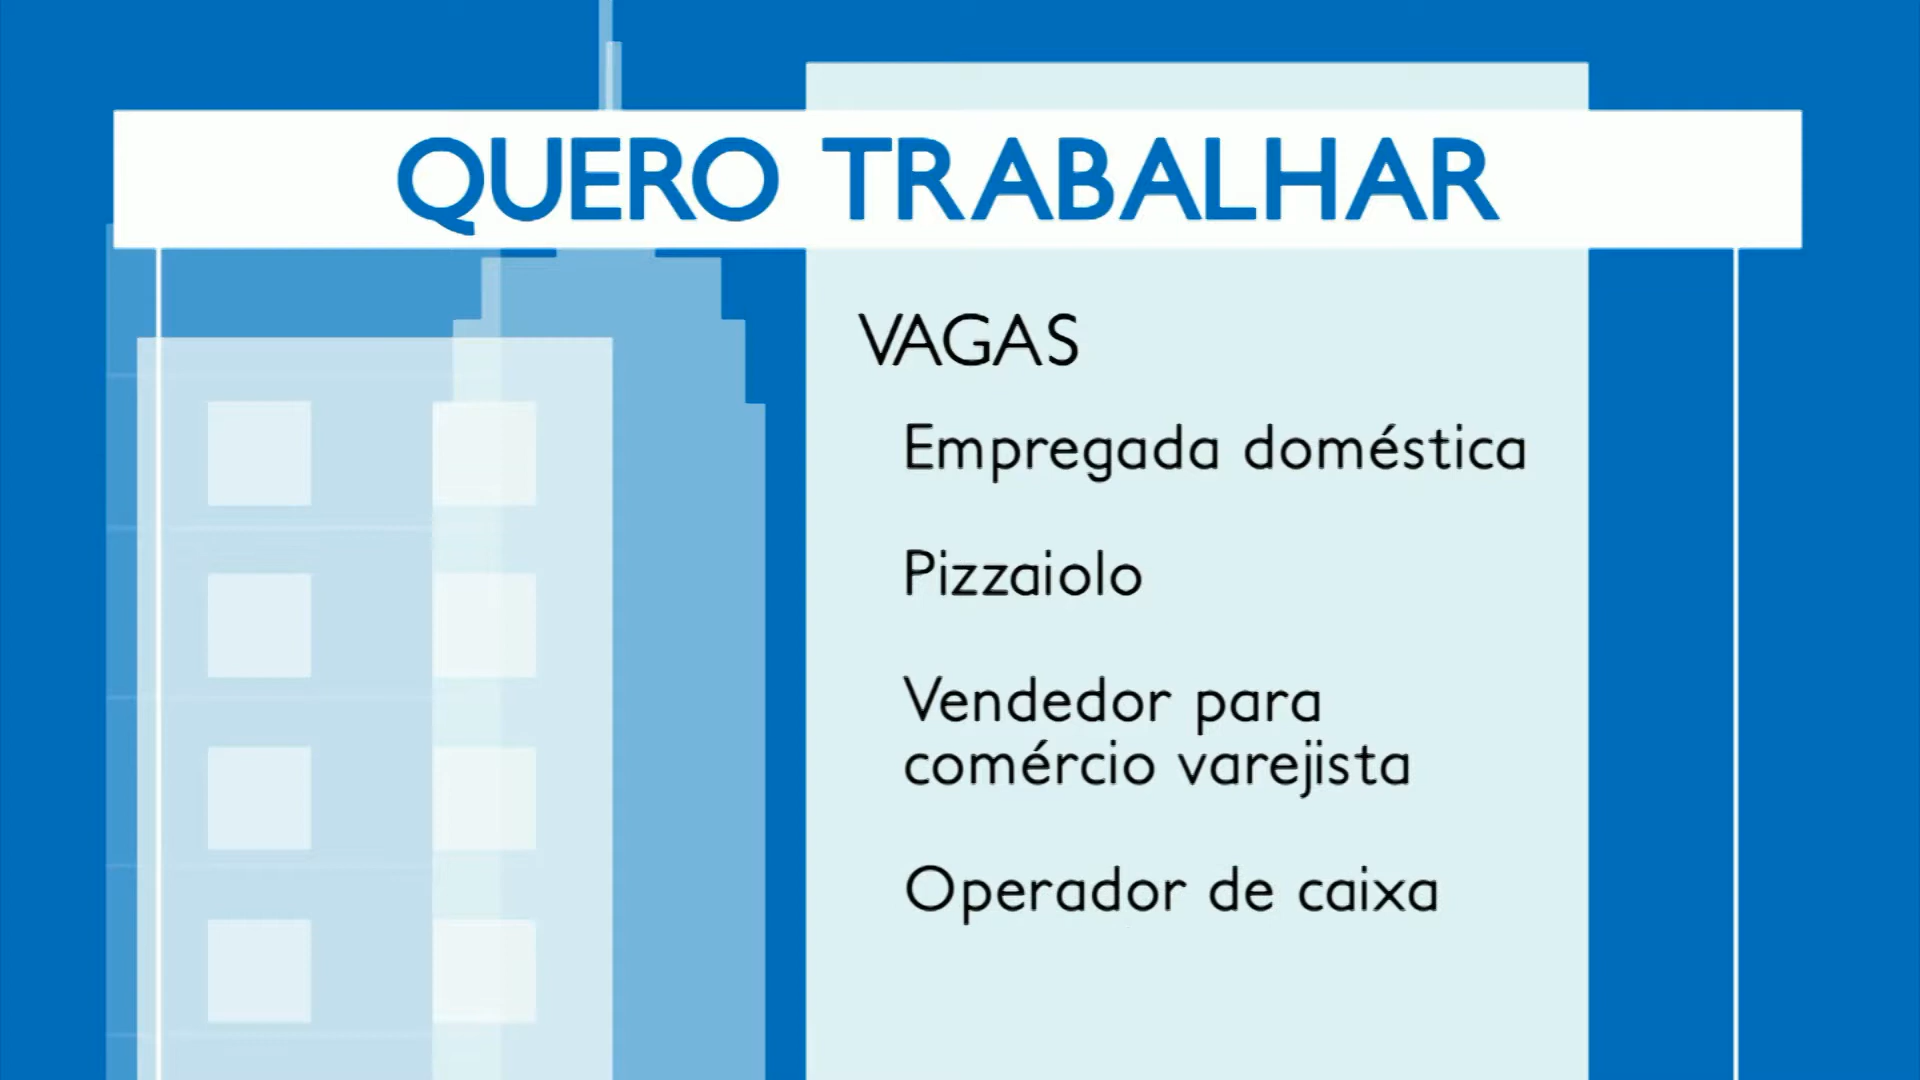 QUERO TRABALHAR
VAGAS
Empregada doméstica
Pizzaiolo
Vendedor para
comércio varejista
Operador de caixa